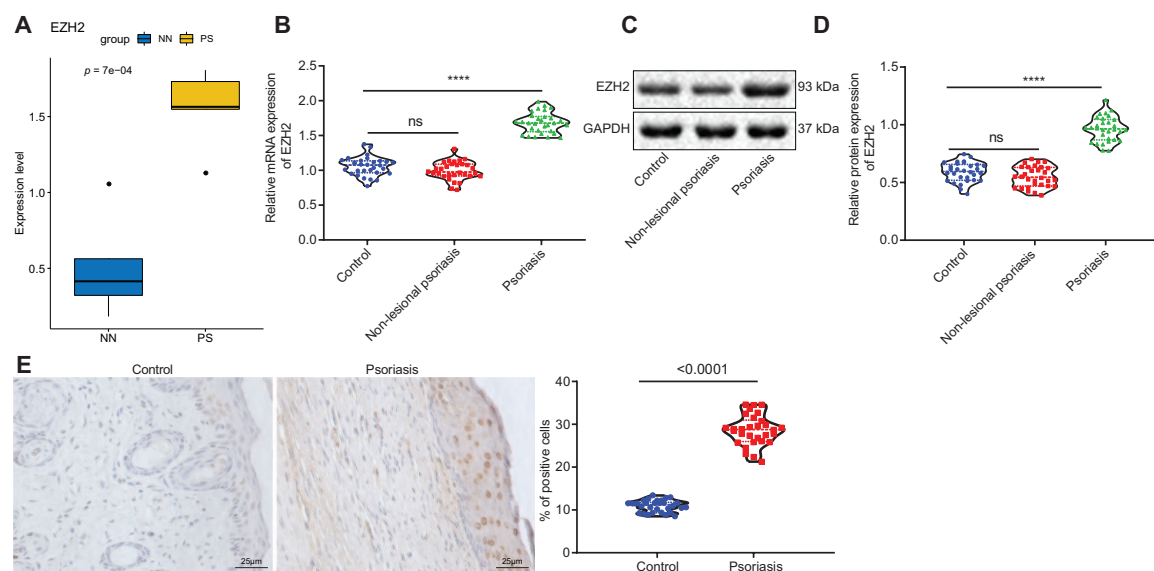 A
EZH2
group NN PS
p = 7e−04
Expression level
1.5
1.0
0.5
NN PS
B
Relative mRNA expression
of EZH2
2.5
2.0
1.5
1.0
0.5
0.0
****
ns
Control
Non-lesional psoriasis
Psoriasis
C
EZH2
93 kDa
GAPDH
37 kDa
Control
Non-lesional psoriasis
Psoriasis
D
Relative protein expression
of EZH2
1.5
1.0
0.5
0.0
****
ns
Control
Non-lesional psoriasis
Psoriasis
E
Control
25μm
Psoriasis
25μm
% of positive cells
40
30
20
10
0
<0.0001
Control Psoriasis